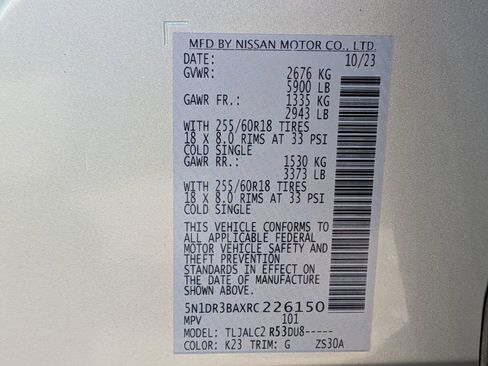 MFD BY NISSAN MOTOR CO., LTD.
DATE: 10/23
GVWR: 2676 KG
5900 LB
GAWR FR.: 1335 KG
2943 LB
WITH 255/60R18 TIRES
18 X 8.0 RIMS AT 33 PSI
COLD SINGLE
GAWR RR.: 1530 KG
3373 LB
WITH 255/60R18 TIRES
18 X 8.0 RIMS AT 33 PSI
COLD SINGLE
THIS VEHICLE CONFORMS TO
ALL APPLICABLE FEDERAL
MOTOR VEHICLE SAFETY AND
THEFT PREVENTION
STANDARDS IN EFFECT ON
THE DATE OF MANUFACTURE
SHOWN ABOVE.
5N1DR3BAXRC226150
MPV 101
MODEL: TLJALC2 R53DU8-----
COLOR: K23 TRIM: G ZS30A